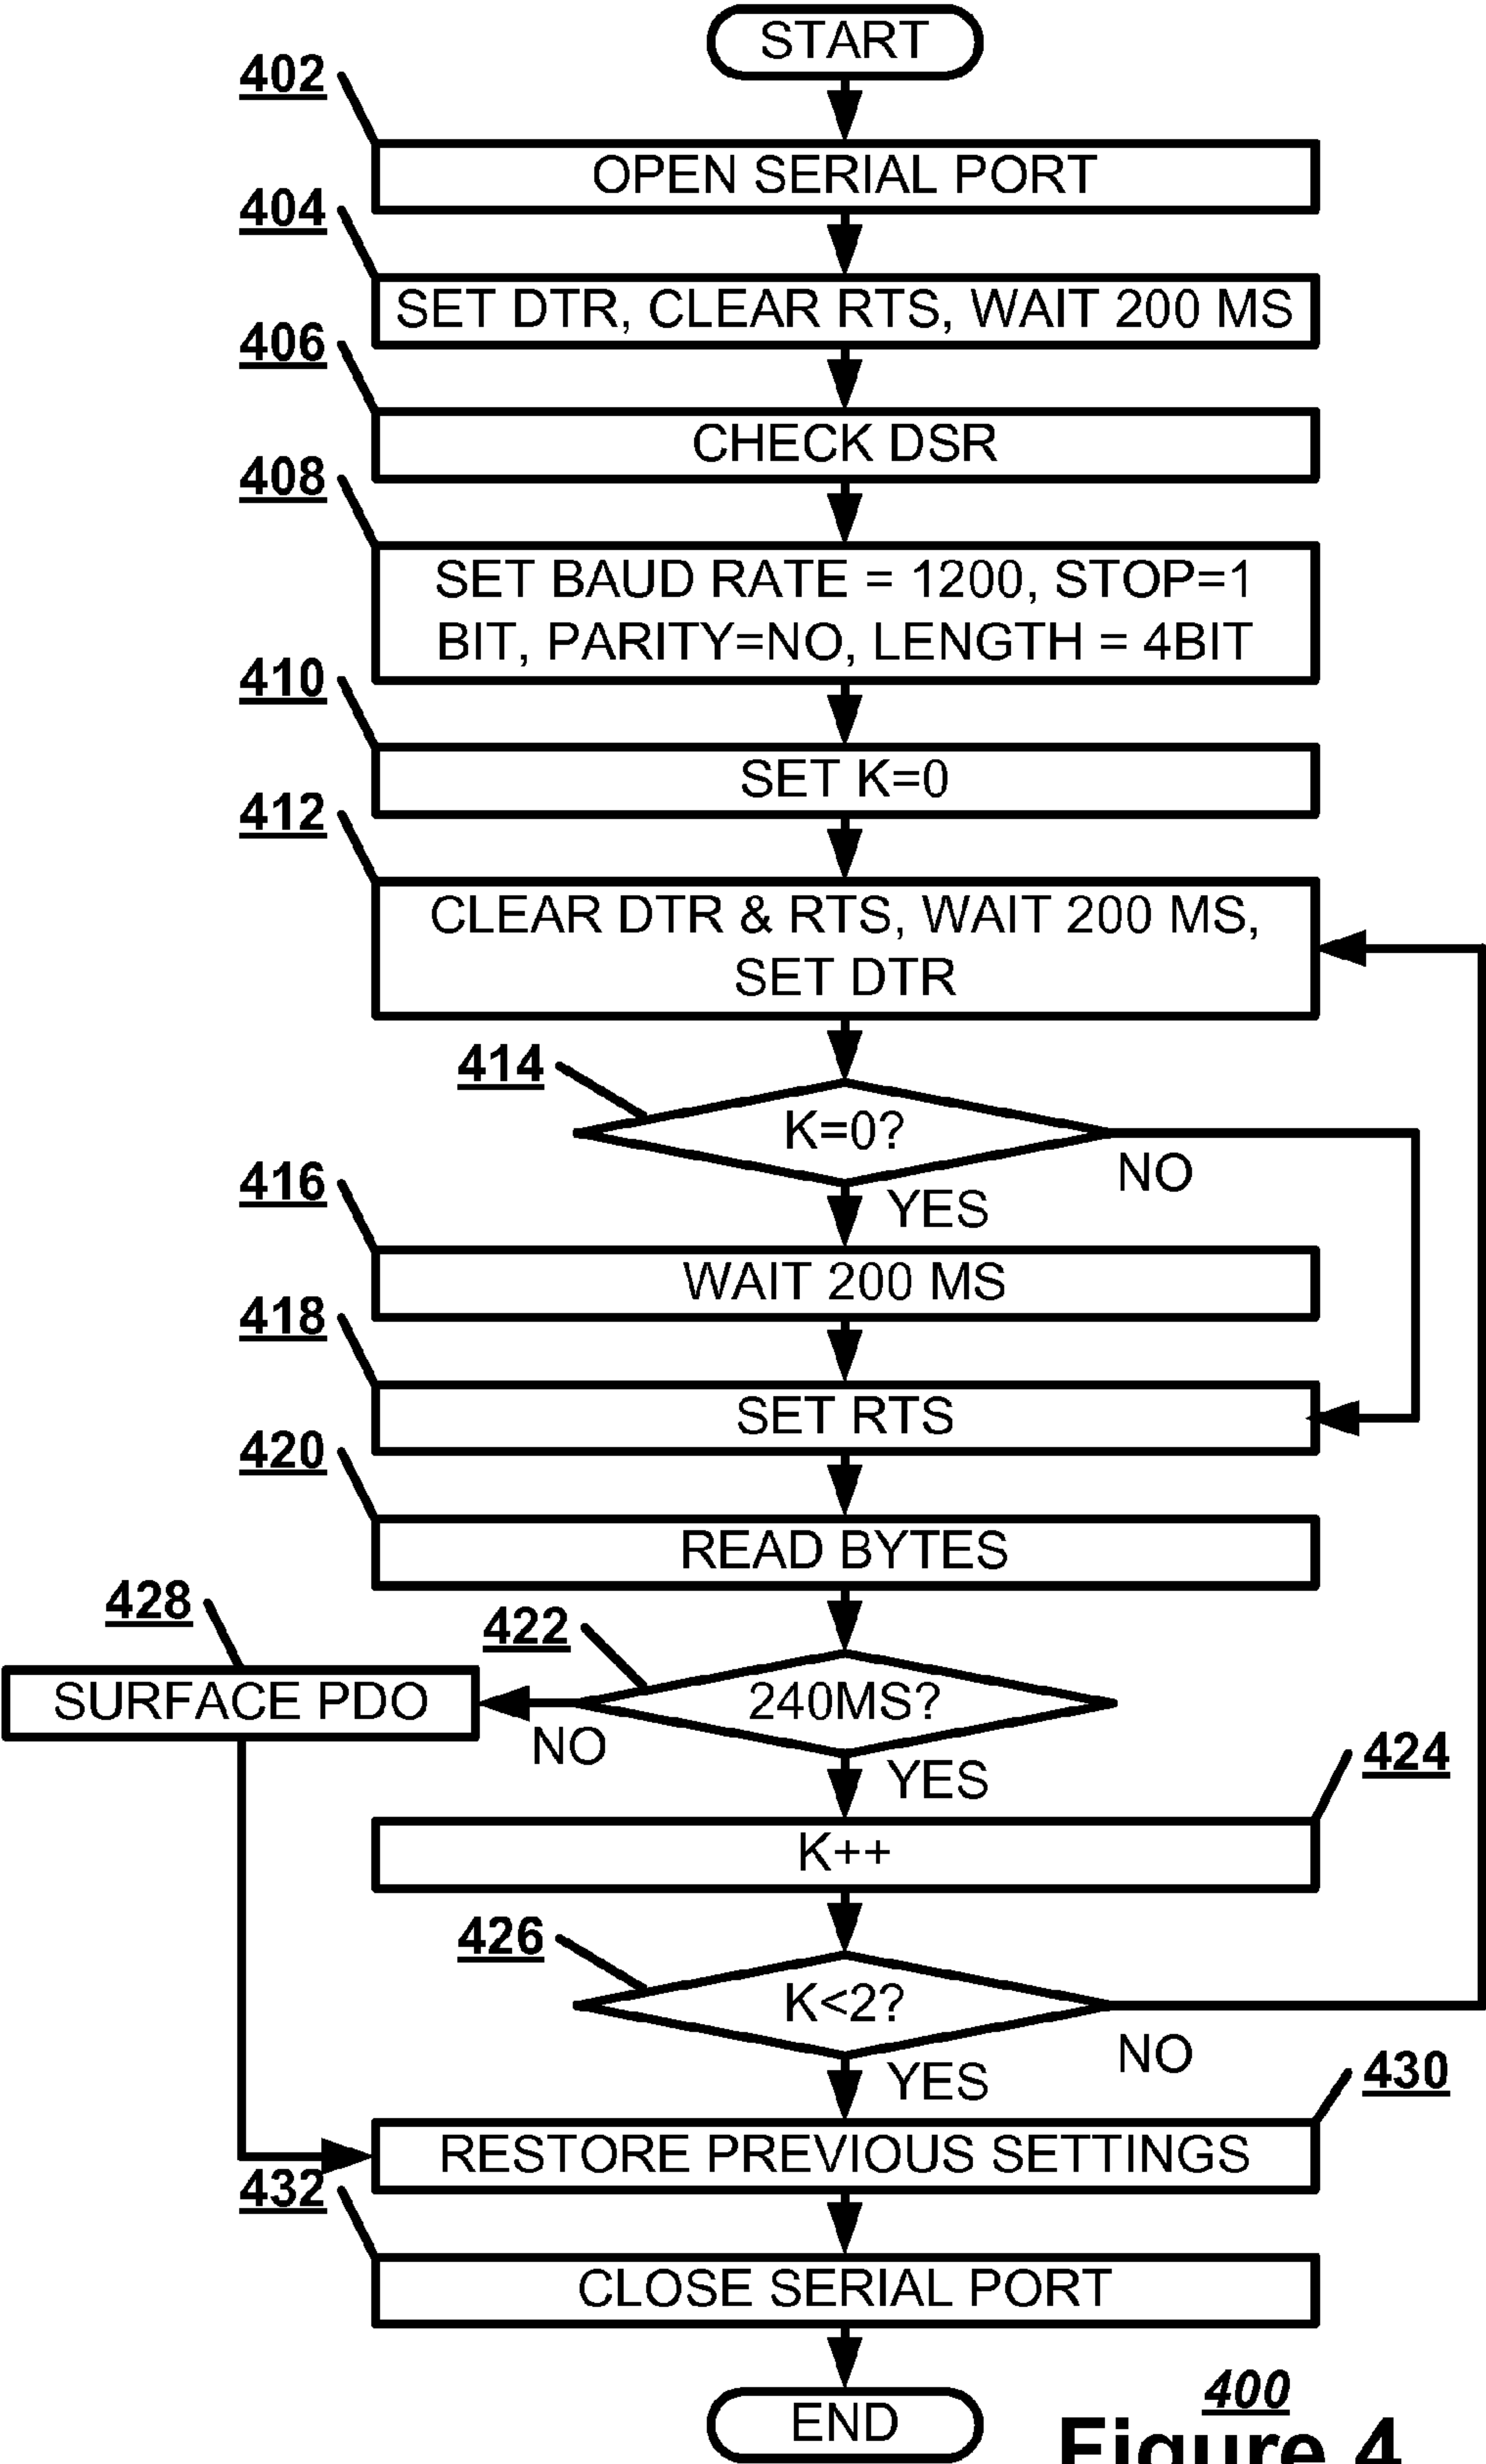 START
402
OPEN SERIAL PORT
404
SET DTR, CLEAR RTS, WAIT 200 MS
406
CHECK DSR
408
SET BAUD RATE = 1200, STOP=1
BIT, PARITY=NO, LENGTH = 4BIT
410
SET K=0
412
CLEAR DTR & RTS, WAIT 200 MS,
SET DTR
414
K=0?
NO
YES
416
WAIT 200 MS
418
SET RTS
420
READ BYTES
428
SURFACE PDO
422
240MS?
NO
YES
424
K++
426
K<2?
NO
YES
430
RESTORE PREVIOUS SETTINGS
432
CLOSE SERIAL PORT
END
400
Figure 4